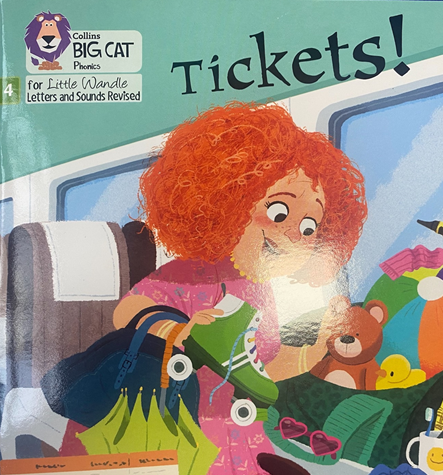 Collins
BIG CAT
Phonics
4
for Little Wandle
Letters and Sounds Revised
Tickets!